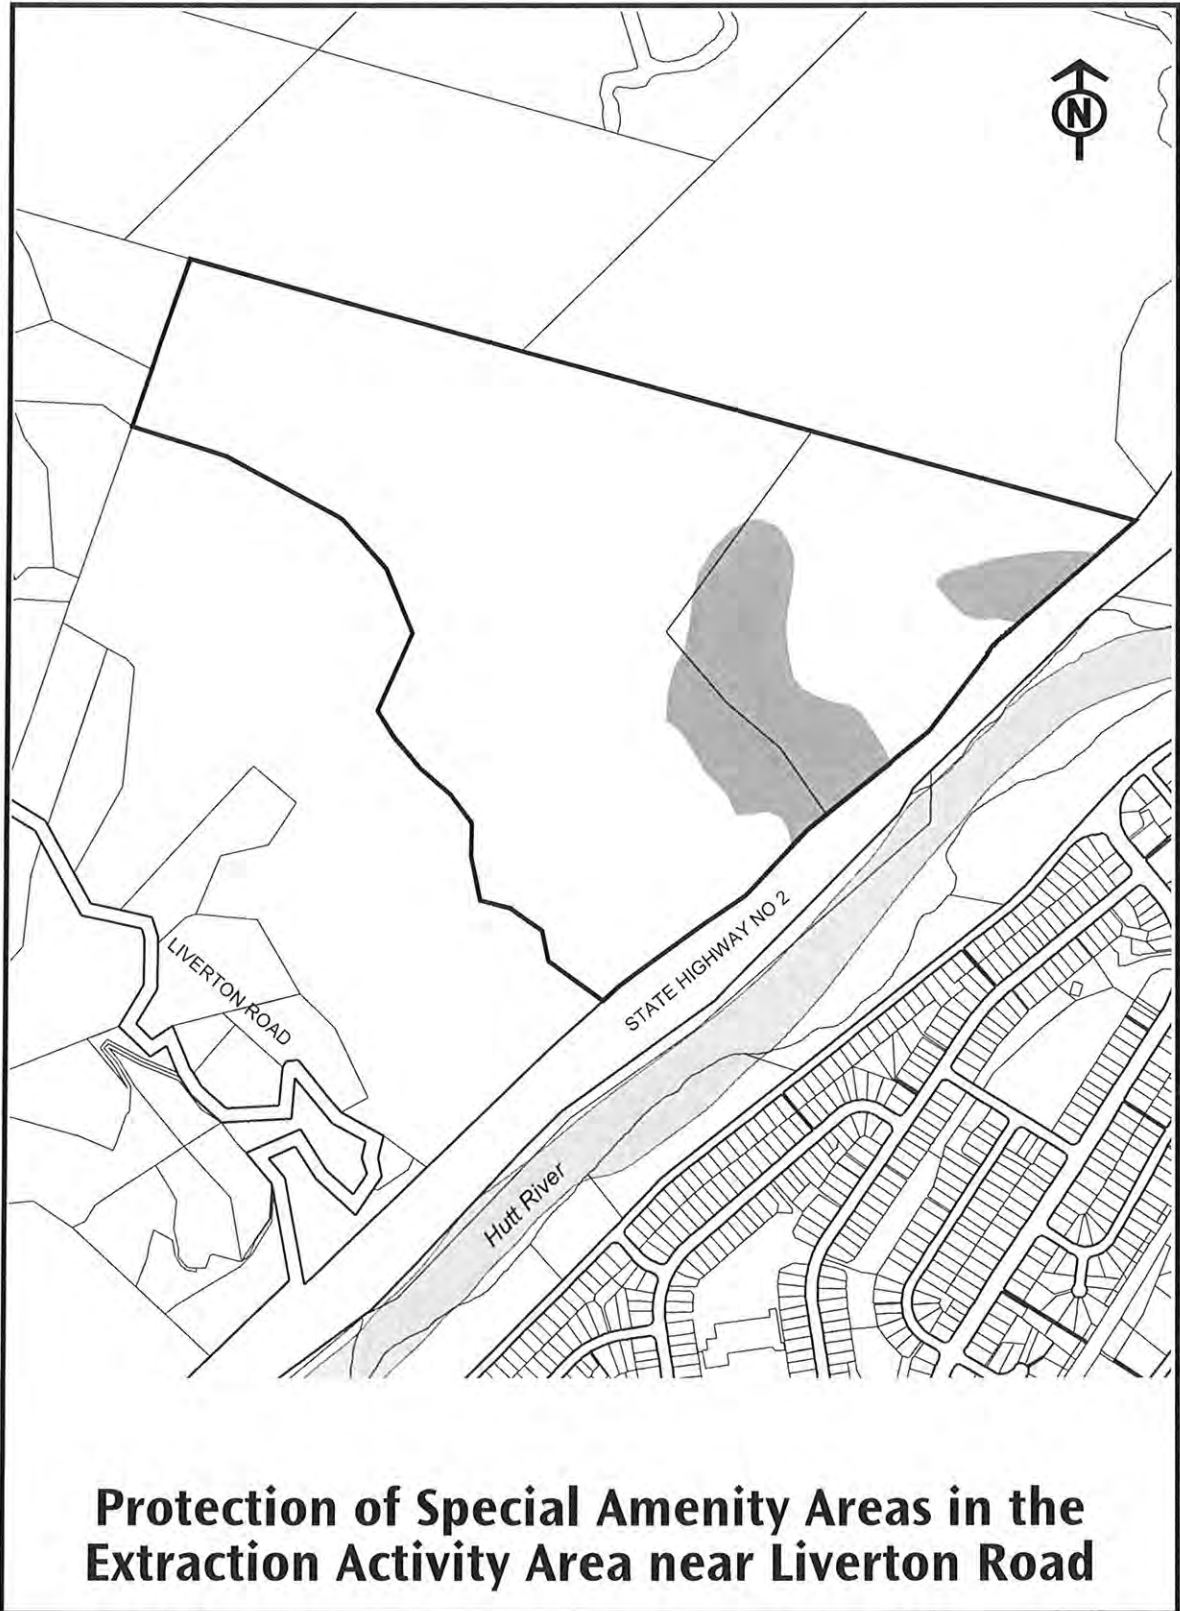 N
LIVERTON ROAD
STATE HIGHWAY NO 2
Hutt River
Protection of Special Amenity Areas in the
Extraction Activity Area near Liverton Road